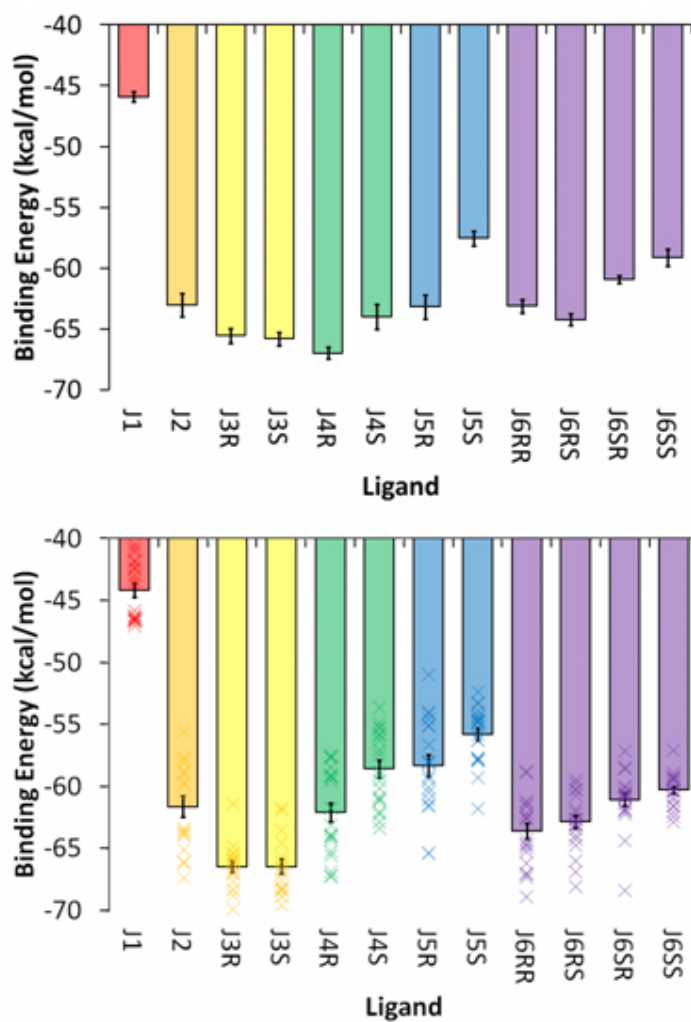 -40
-45
-50
-55
-60
-65
-70
Binding Energy (kcal/mol)
J1
J2
J3R
J3S
J4R
J4S
J5R
J5S
J6RR
J6RS
J6SR
J6SS
Ligand
-40
-45
-50
-55
-60
-65
-70
Binding Energy (kcal/mol)
J1
J2
J3R
J3S
J4R
J4S
J5R
J5S
J6RR
J6RS
J6SR
J6SS
Ligand